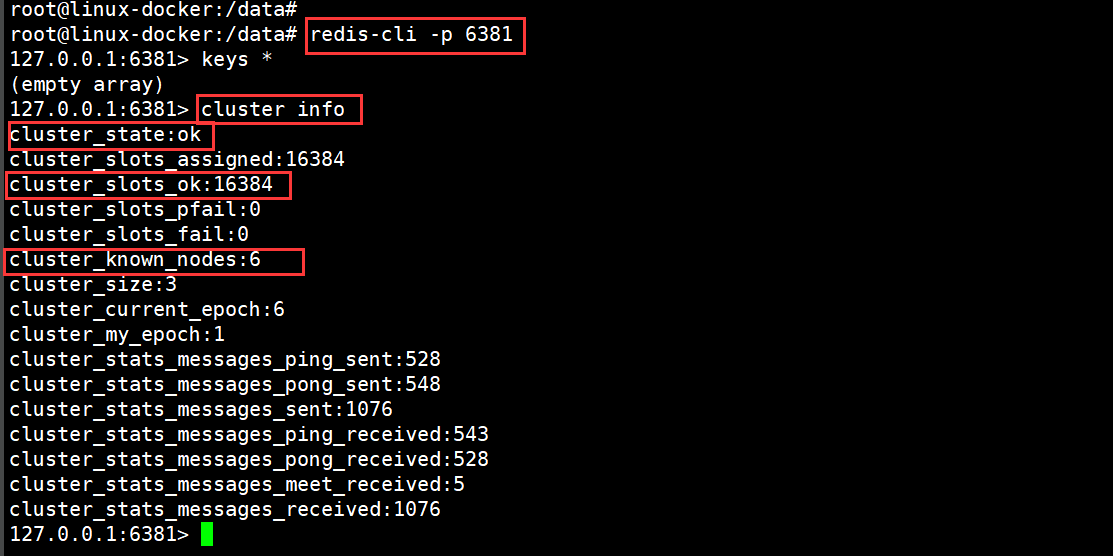 root@linux-docker:/data#
root@linux-docker:/data# redis-cli -p 6381
127.0.0.1:6381> keys *
(empty array)
127.0.0.1:6381> cluster info
cluster_state:ok
cluster_slots_assigned:16384
cluster_slots_ok:16384
cluster_slots_pfail:0
cluster_slots_fail:0
cluster_known_nodes:6
cluster_size:3
cluster_current_epoch:6
cluster_my_epoch:1
cluster_stats_messages_ping_sent:528
cluster_stats_messages_pong_sent:548
cluster_stats_messages_sent:1076
cluster_stats_messages_ping_received:543
cluster_stats_messages_pong_received:528
cluster_stats_messages_meet_received:5
cluster_stats_messages_received:1076
127.0.0.1:6381>